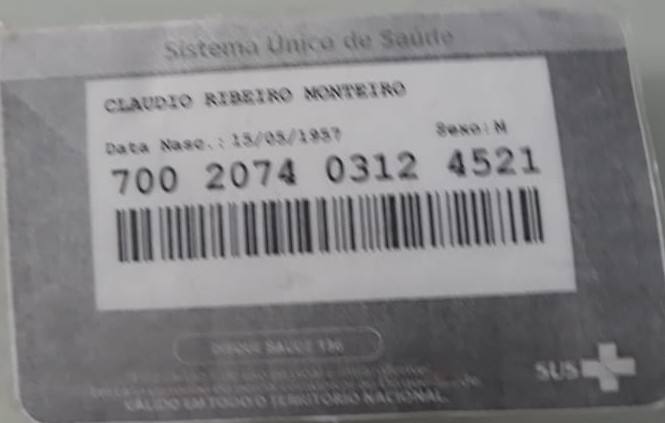 Sistema Único de Saúde
CLAUDIO RIBEIRO MONTEIRO
Data Nasc.: 15/05/1957 Sexo: M
700 2074 0312 4521
DISQUE SAÚDE 136
SUS
VÁLIDO EM TODO O TERRITÓRIO NACIONAL.